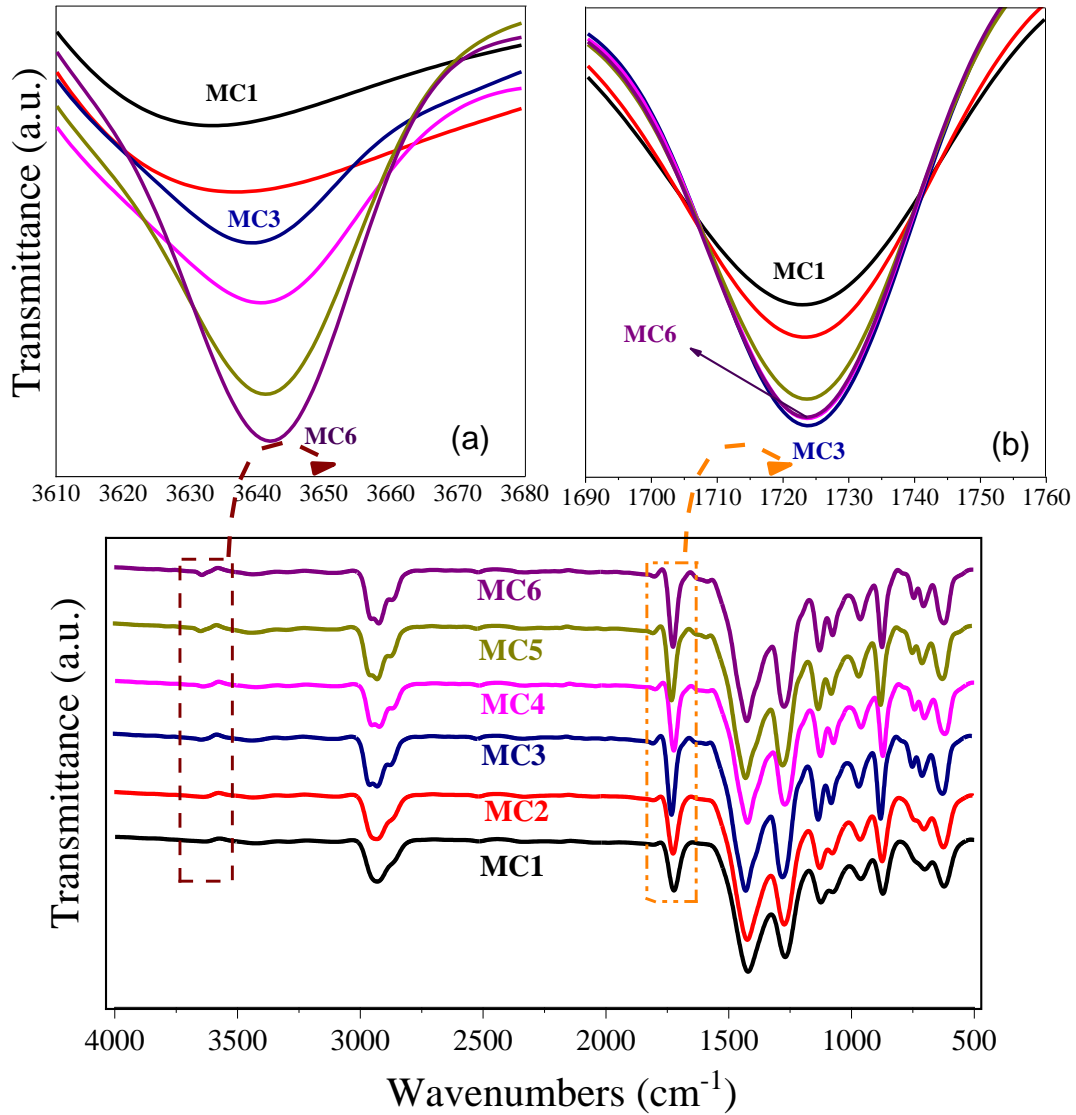 Transmittance (a.u.)
MC1
MC3
MC6
(a)
3610 3620 3630 3640 3650 3660 3670 3680
MC1
MC6
MC3
(b)
1690 1700 1710 1720 1730 1740 1750 1760
Transmittance (a.u.)
MC6
MC5
MC4
MC3
MC2
MC1
4000 3500 3000 2500 2000 1500 1000 500
Wavenumbers (cm⁻¹)